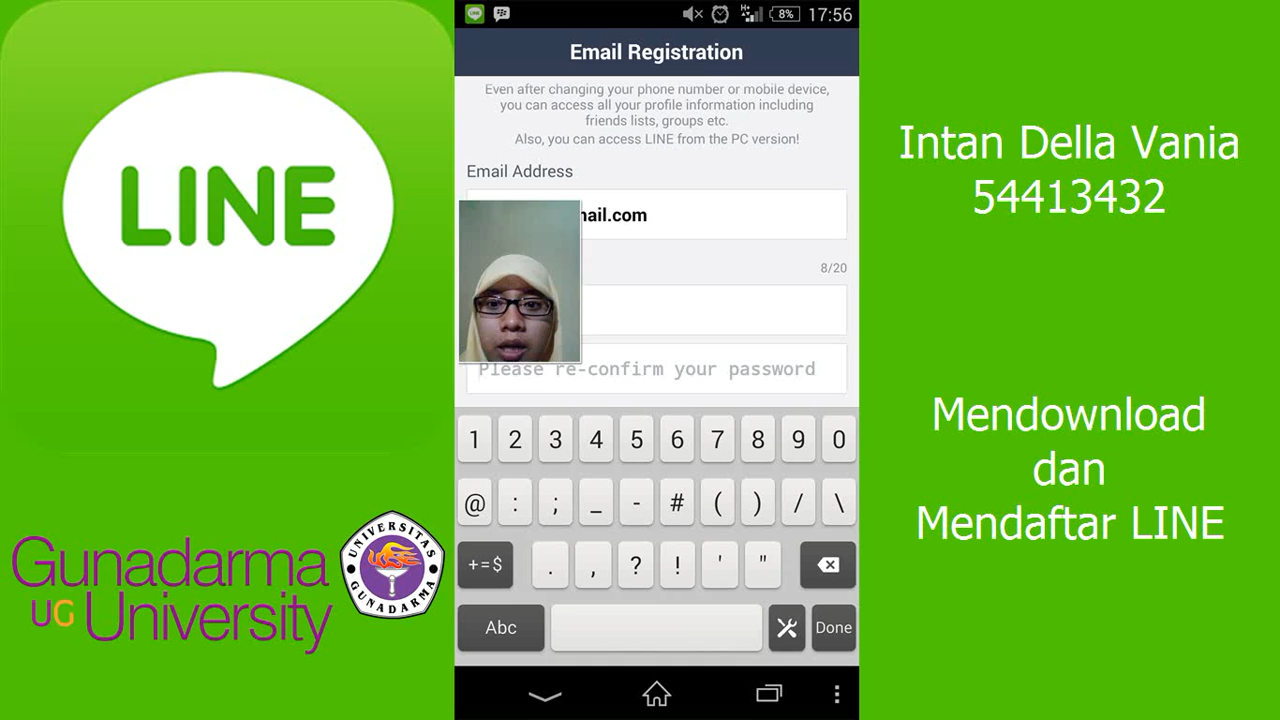 LINE
Gunadarma
UG University
UNIVERSITAS GUNADARMA
8%
17:56
Email Registration
Even after changing your phone number or mobile device,
you can access all your profile information including
friends lists, groups etc.
Also, you can access LINE from the PC version!
Email Address
mail.com
8/20
Please re-confirm your password
1 2 3 4 5 6 7 8 9 0
@ : ; _ - # ( ) / \
+=$ . , ? ! ' "
Abc Done
Intan Della Vania
54413432
Mendownload
dan
Mendaftar LINE